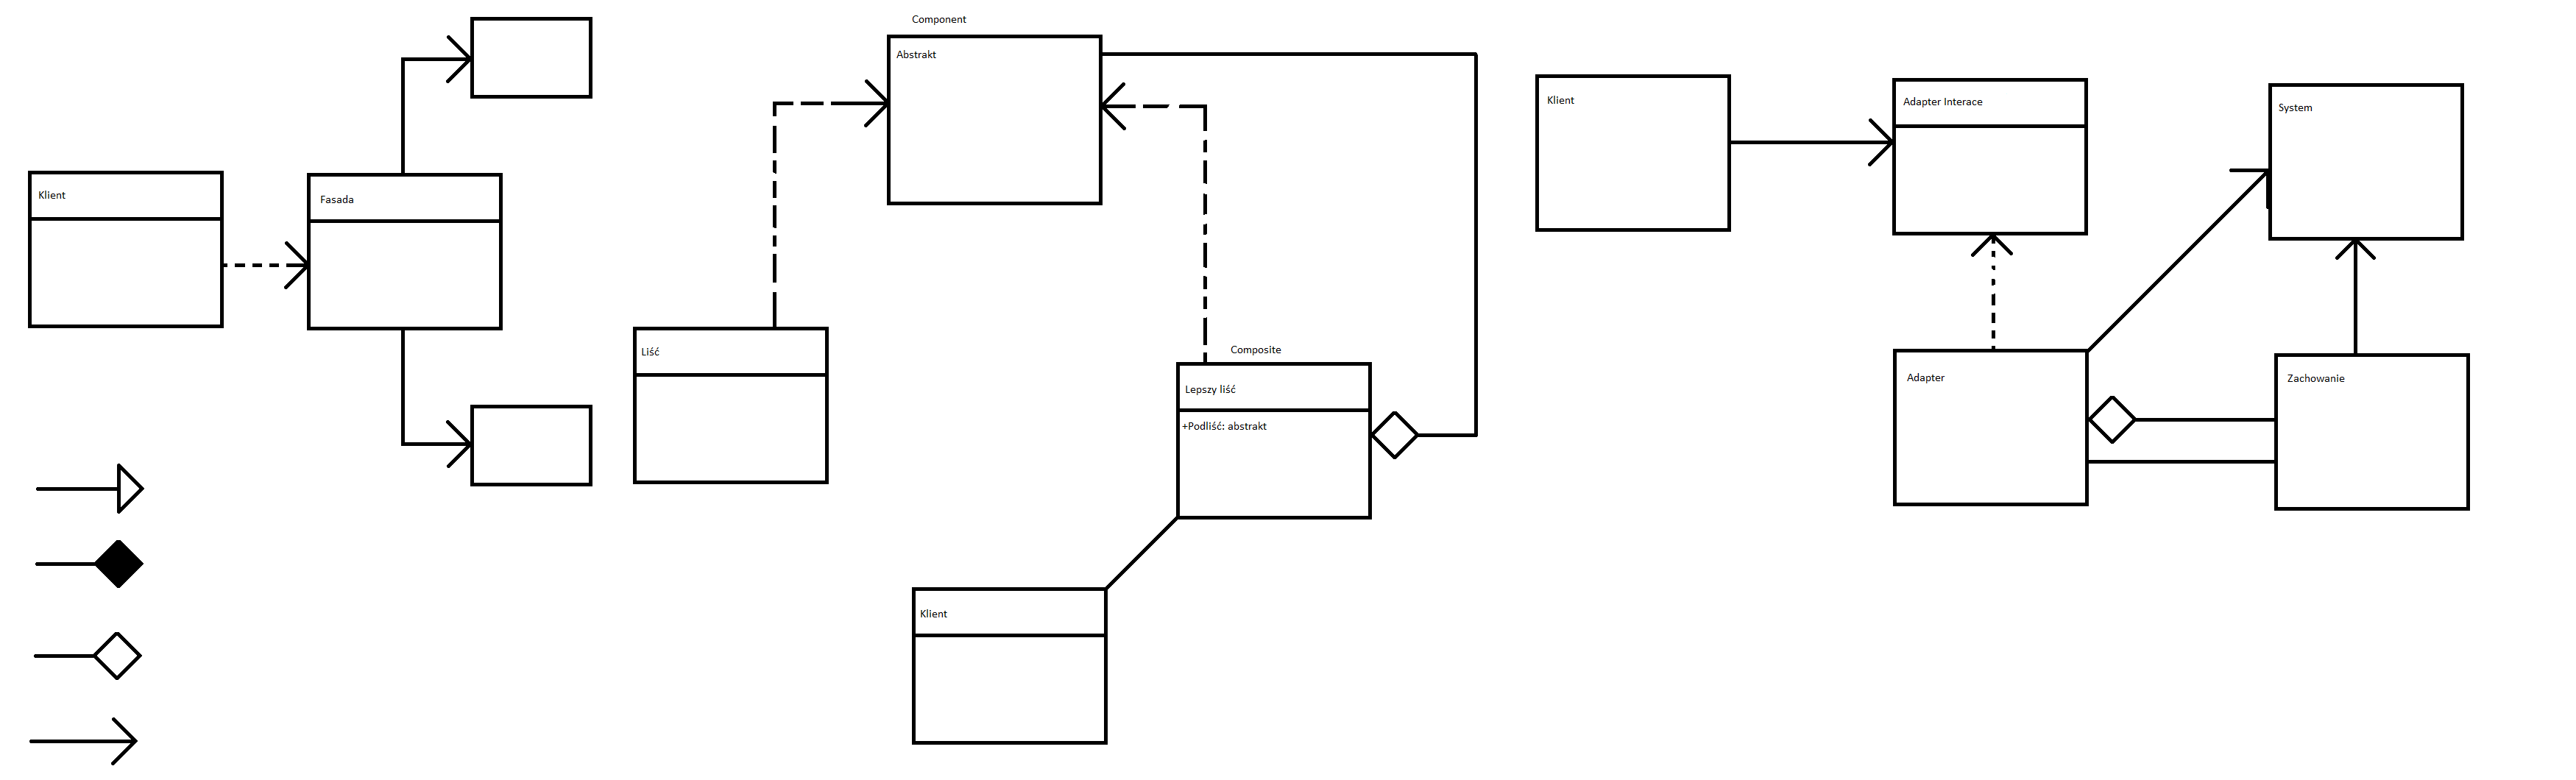 Klient
Fasada
Component
Abstrakt
Liść
Composite
Lepszy liść
+Podliść: abstrakt
Klient
Klient
Adapter Interace
System
Adapter
Zachowanie